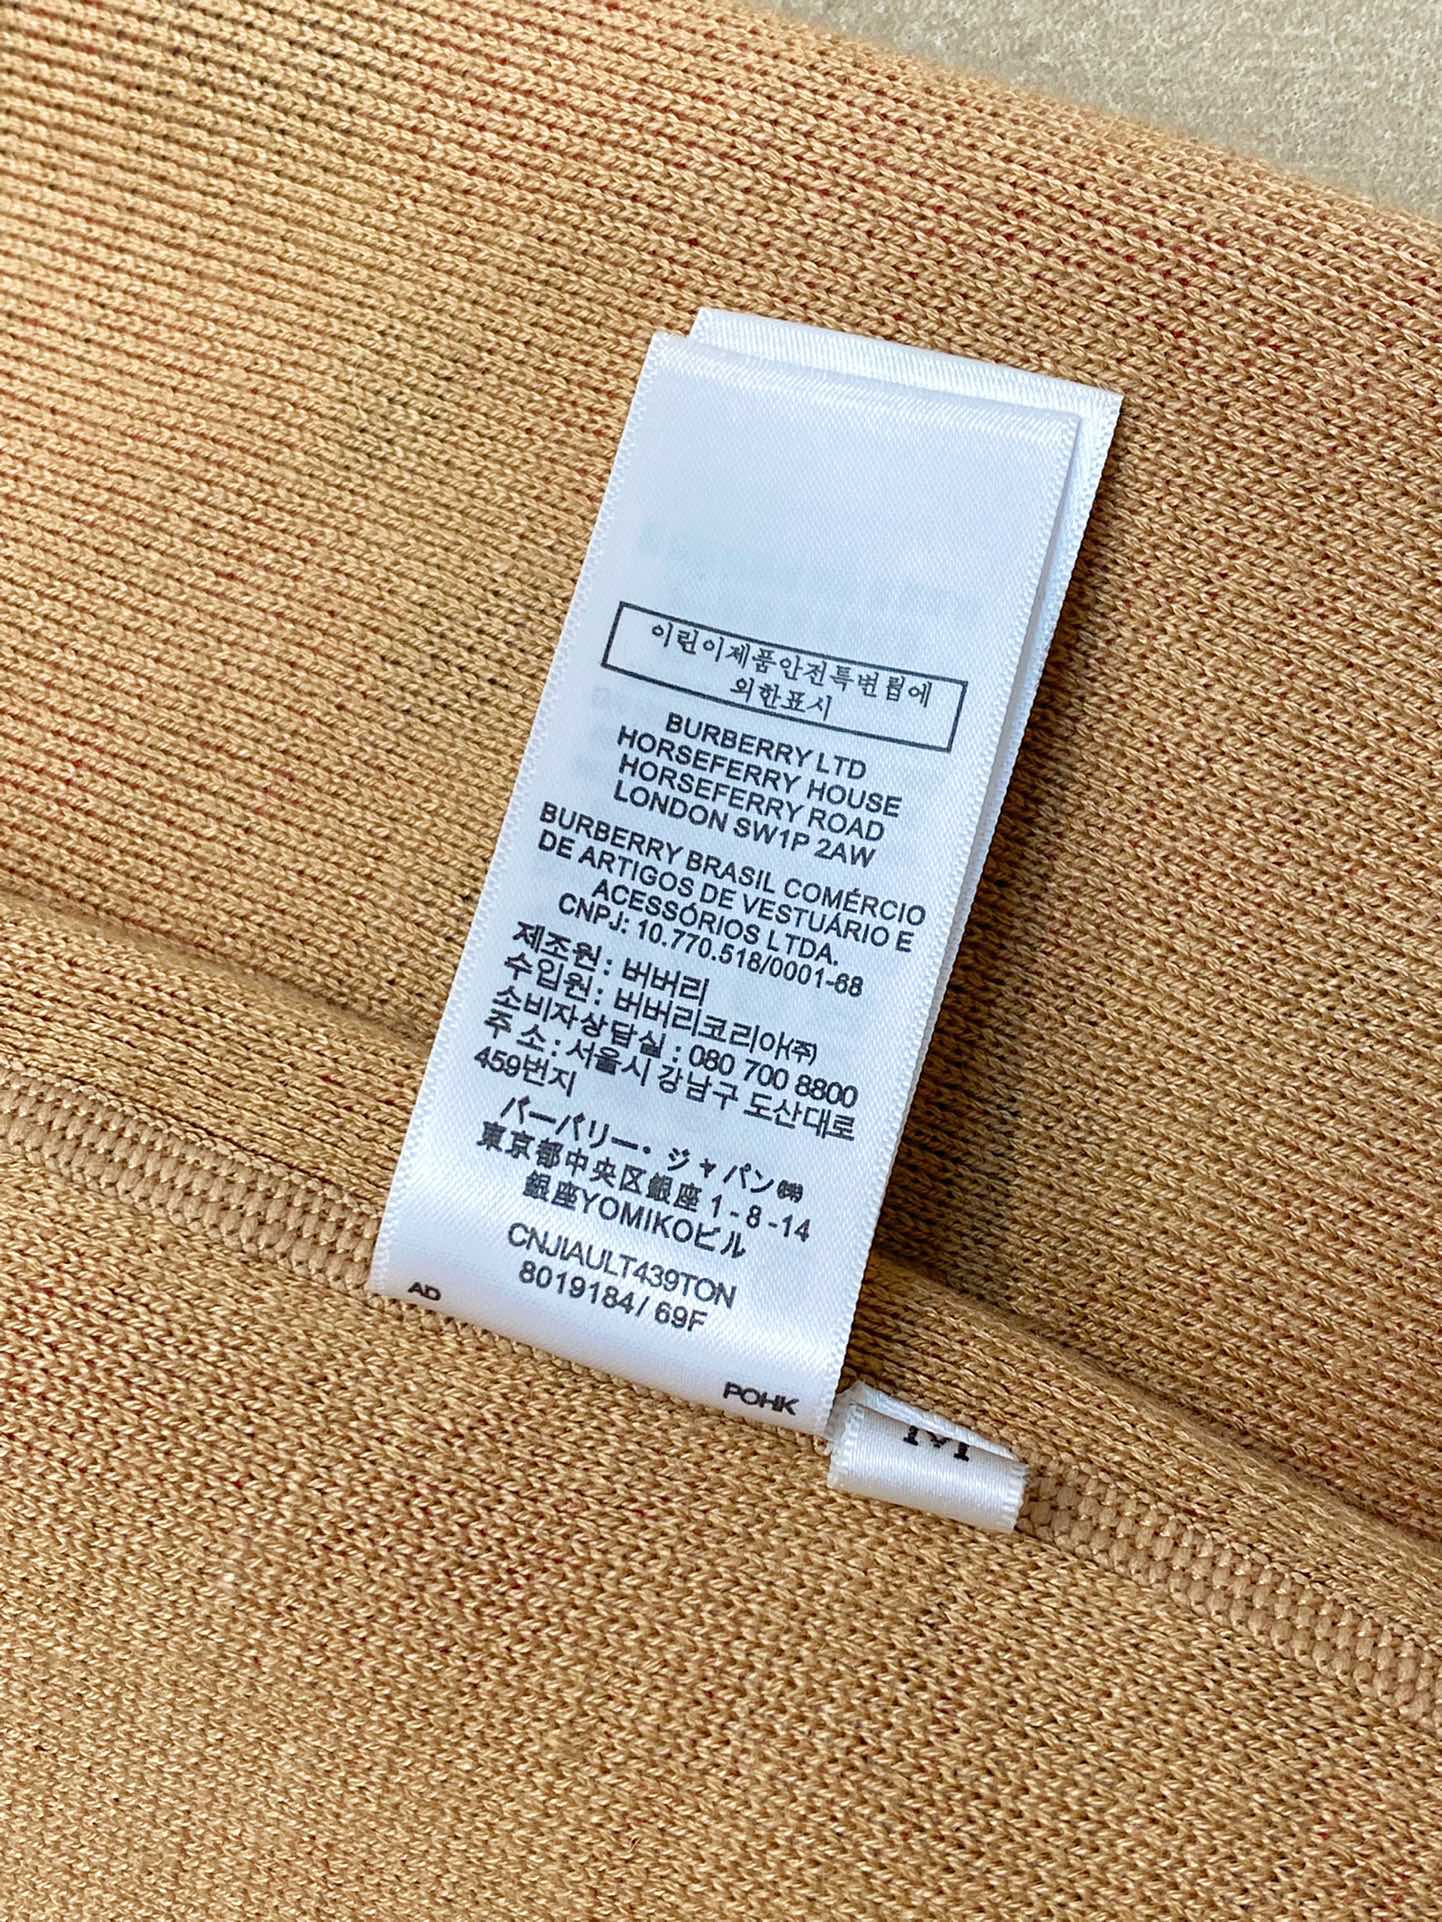 어린이제품안전특변립에
외한표시
BURBERRY LTD
HORSEFERRY HOUSE
HORSEFERRY ROAD
LONDON SW1P 2AW
BURBERRY BRASIL COMÉRCIO
DE ARTIGOS DE VESTUÁRIO E
ACESSÓRIOS LTDA.
CNPJ: 10.770.518/0001-68
제조원: 버버리
수입원: 버버리코리아(주)
소비자상담실 : 080 700 8800
주 소 : 서울시 강남구 도산대로
459번지
バーバリー・ジャパン㈱
東京都中央区銀座 1 - 8 -14
銀座YOMIKOビル
CNJIAULT439TON
8019184 / 69F
AD
POHK
M